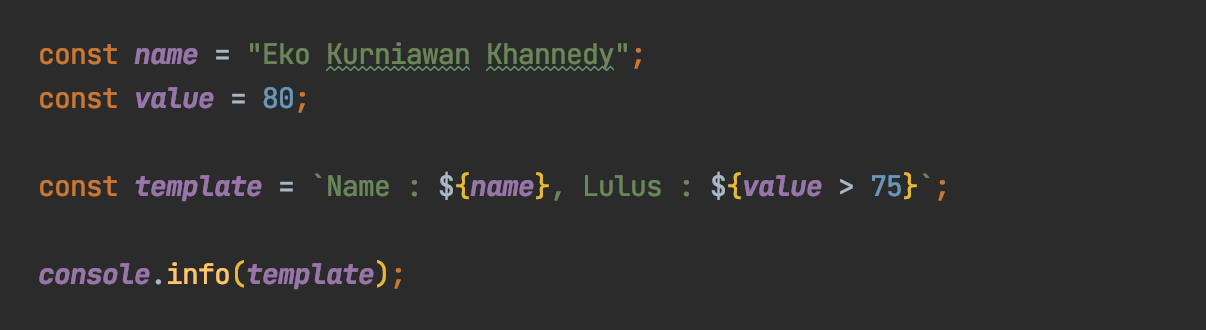 const name = "Eko Kurniawan Khannedy";
const value = 80;
const template = `Name : ${name}, Lulus : ${value > 75}`;
console.info(template);